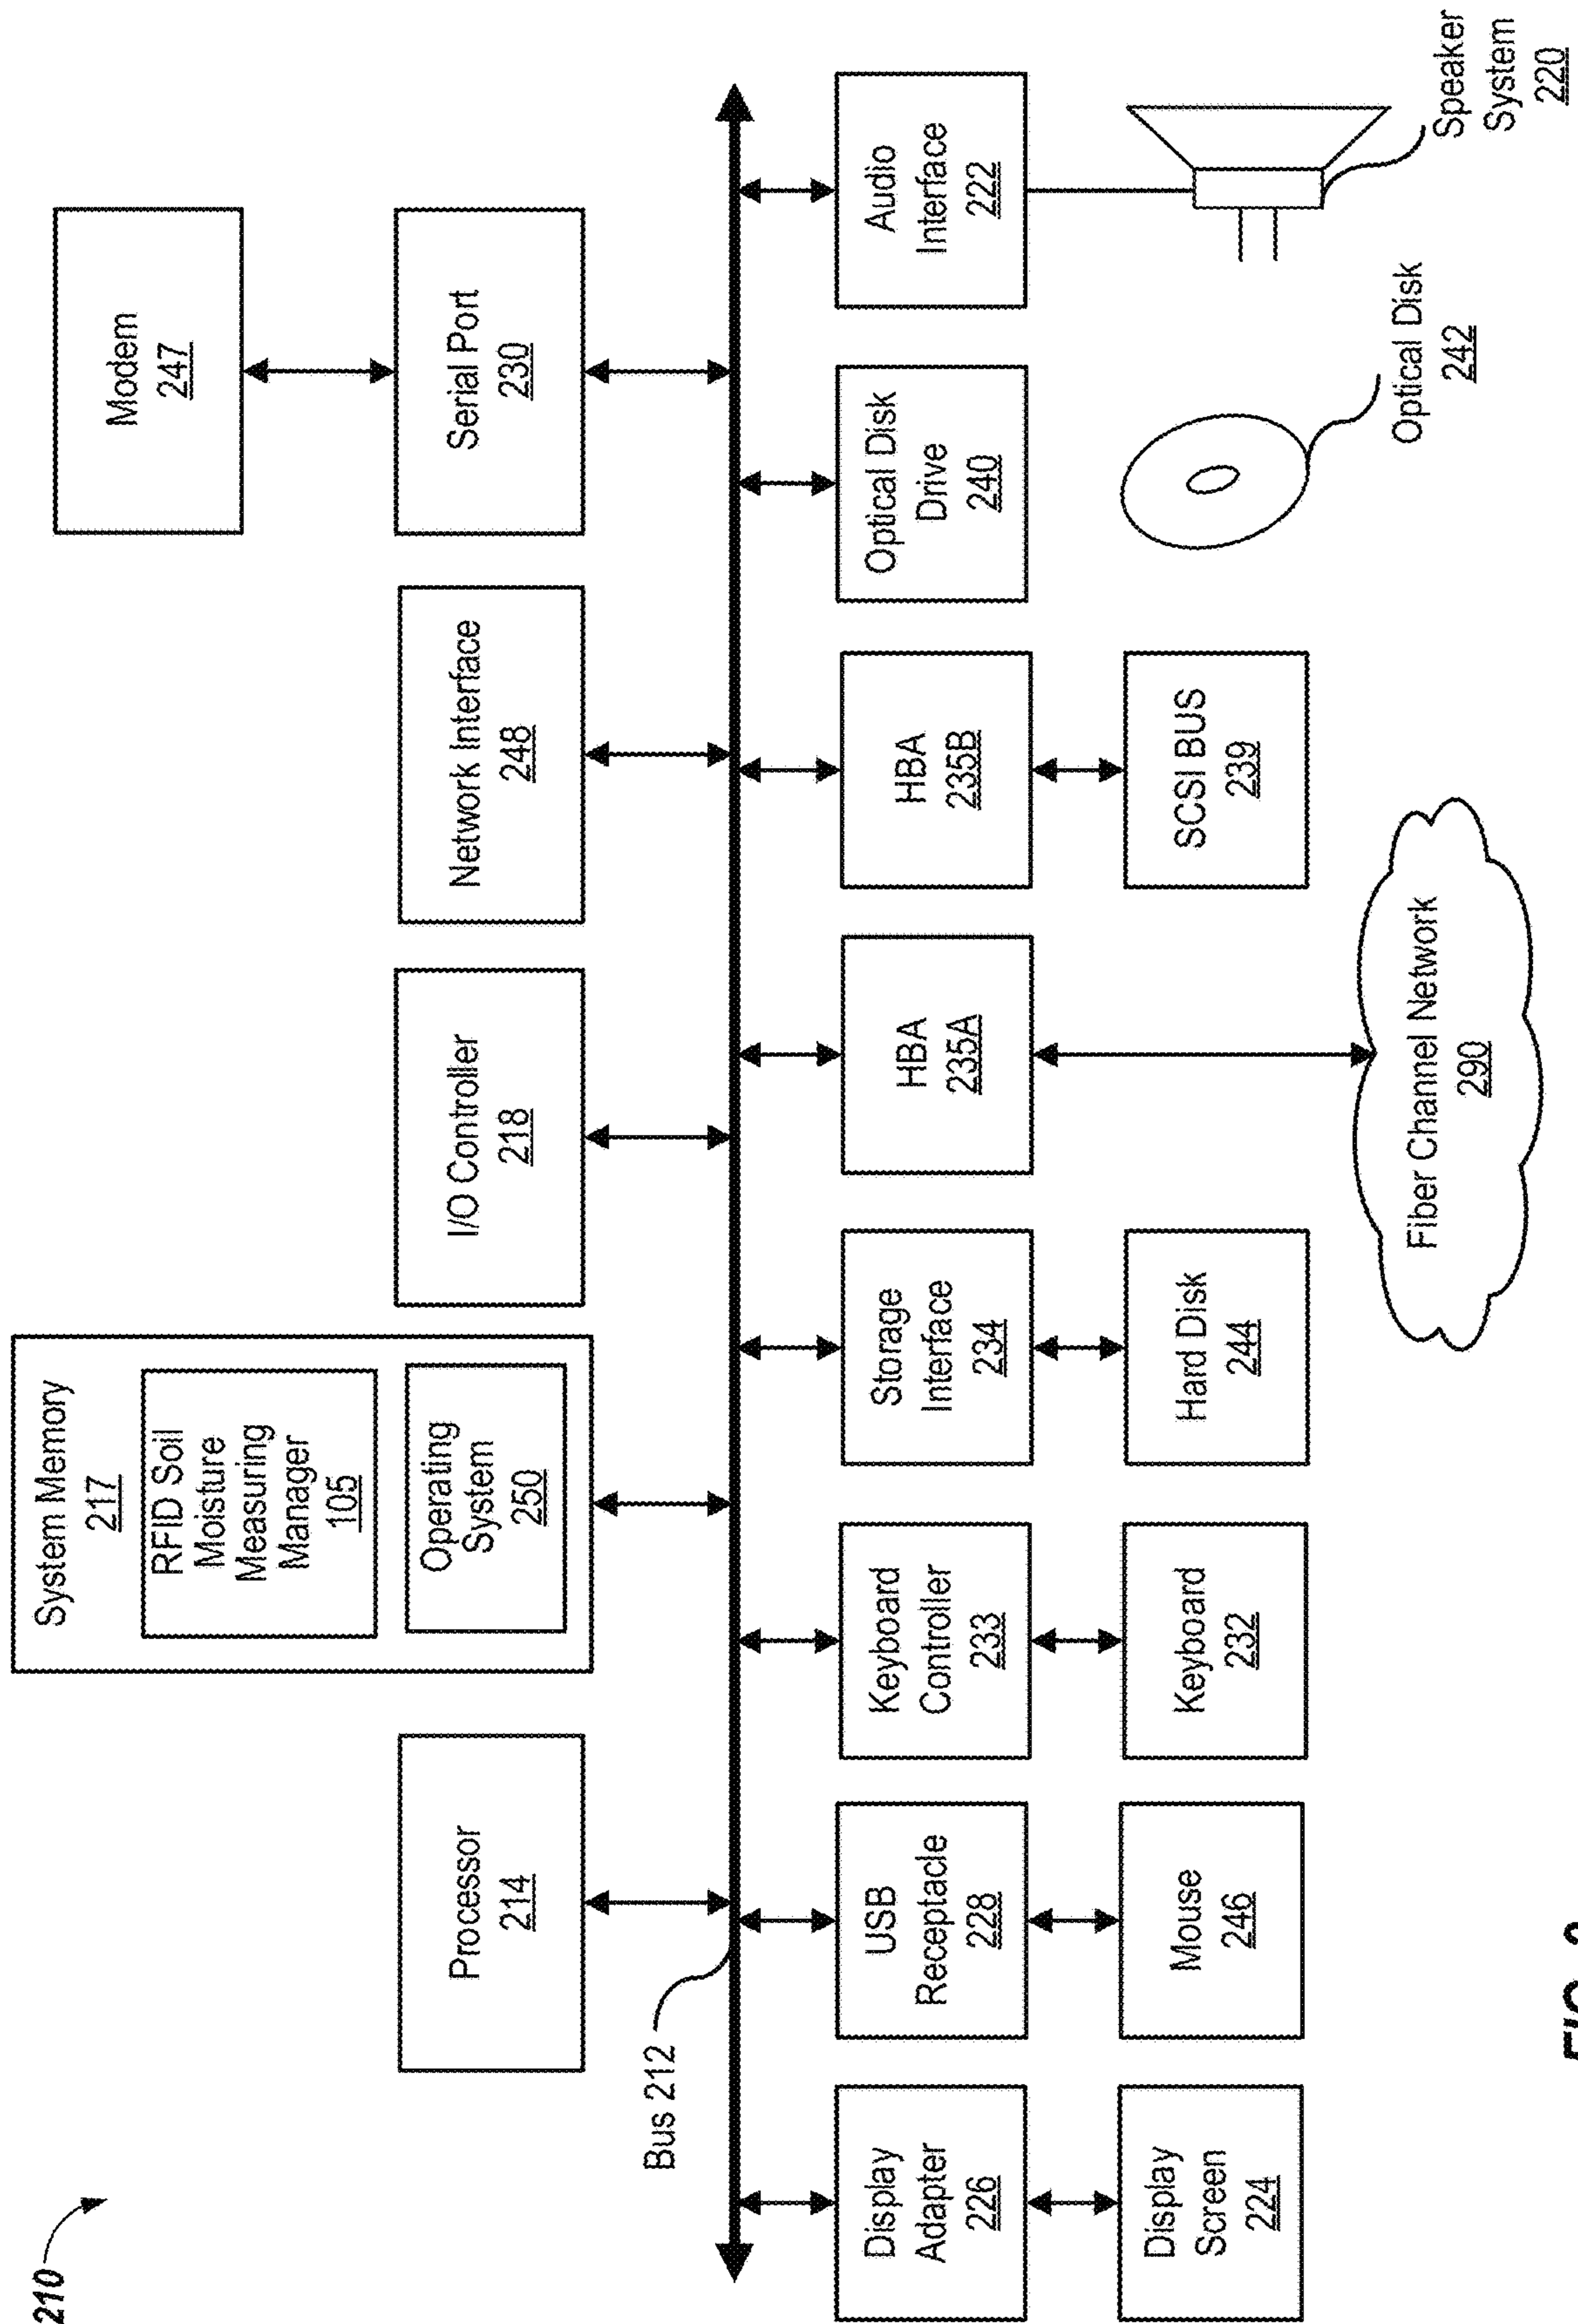 210
System Memory
217
RFID Soil
Moisture
Measuring
Manager
105
Operating
System
250
Processor
214
I/O Controller
218
Network Interface
248
Modem
247
Serial Port
230
Bus 212
Display
Adapter
226
USB
Receptacle
228
Keyboard
Controller
233
Storage
Interface
234
HBA
235A
HBA
235B
Optical Disk
Drive
240
Audio
Interface
222
Display
Screen
224
Mouse
246
Keyboard
232
Hard Disk
244
SCSI BUS
239
Fiber Channel Network
290
Optical Disk
242
Speaker
System
220
FIG. 2